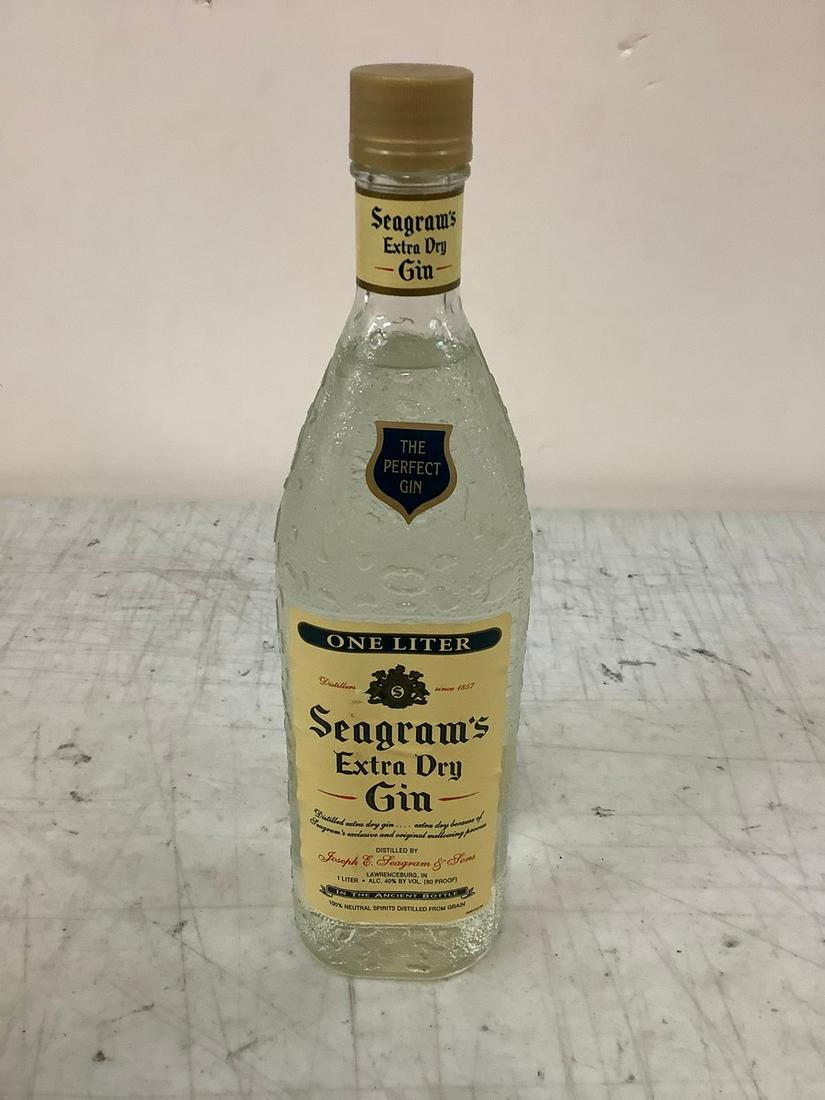 Seagram's
Extra Dry
Gin
THE
PERFECT
GIN
ONE LITER
Distillers since 1857
S
Seagram's
Extra Dry
Gin
Distilled extra dry gin .... extra dry because of
Seagram's exclusive and original mellowing process
DISTILLED BY
Joseph E. Seagram & Sons
LAWRENCEBURG, IN
1 LITER • ALC. 40% BY VOL. (80 PROOF)
IN THE ANCIENT BOTTLE
100% NEUTRAL SPIRITS DISTILLED FROM GRAIN